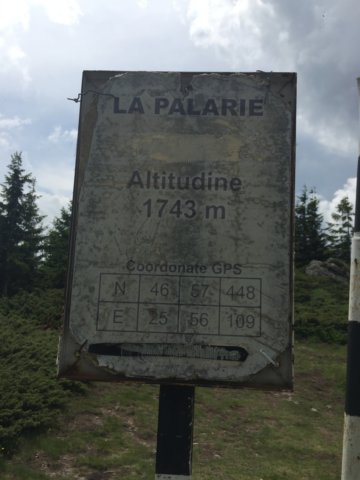 LA PALARIE
Altitudine
1743 m
Coordonate GPS
N 46 57 448
E 25 56 109